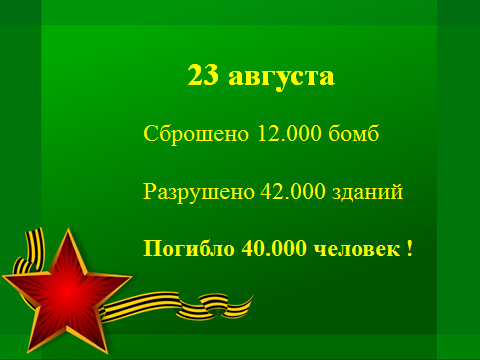 23 августа
Сброшено 12.000 бомб
Разрушено 42.000 зданий
Погибло 40.000 человек !